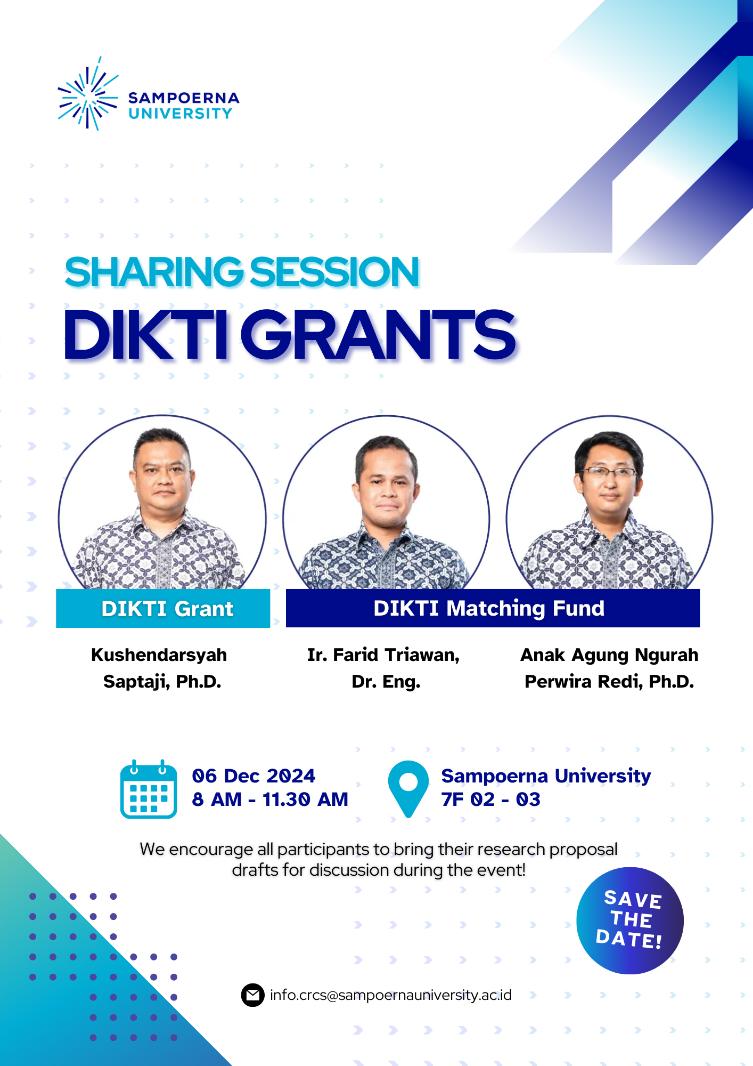 SAMPOERNA
UNIVERSITY
SHARING SESSION
DIKTI GRANTS
DIKTI Grant
DIKTI Matching Fund
Kushendarsyah
Saptaji, Ph.D.
Ir. Farid Triawan,
Dr. Eng.
Anak Agung Ngurah
Perwira Redi, Ph.D.
06 Dec 2024
8 AM - 11.30 AM
Sampoerna University
7F 02 - 03
We encourage all participants to bring their research proposal
drafts for discussion during the event!
SAVE
THE
DATE!
info.crcs@sampoernauniversity.ac.id